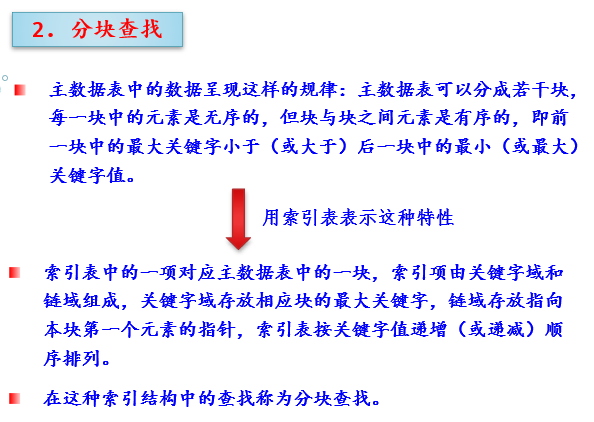 2. 分块查找
主数据表中的数据呈现这样的规律：主数据表可以分成若干块，
每一块中的元素是无序的，但块与块之间元素是有序的，即前
一块中的最大关键字小于（或大于）后一块中的最小（或最大）
关键字值。
用索引表表示这种特性
索引表中的一项对应主数据表中的一块，索引项由关键字域和
链域组成，关键字域存放相应块的最大关键字，链域存放指向
本块第一个元素的指针，索引表按关键字值递增（或递减）顺
序排列。
在这种索引结构中的查找称为分块查找。